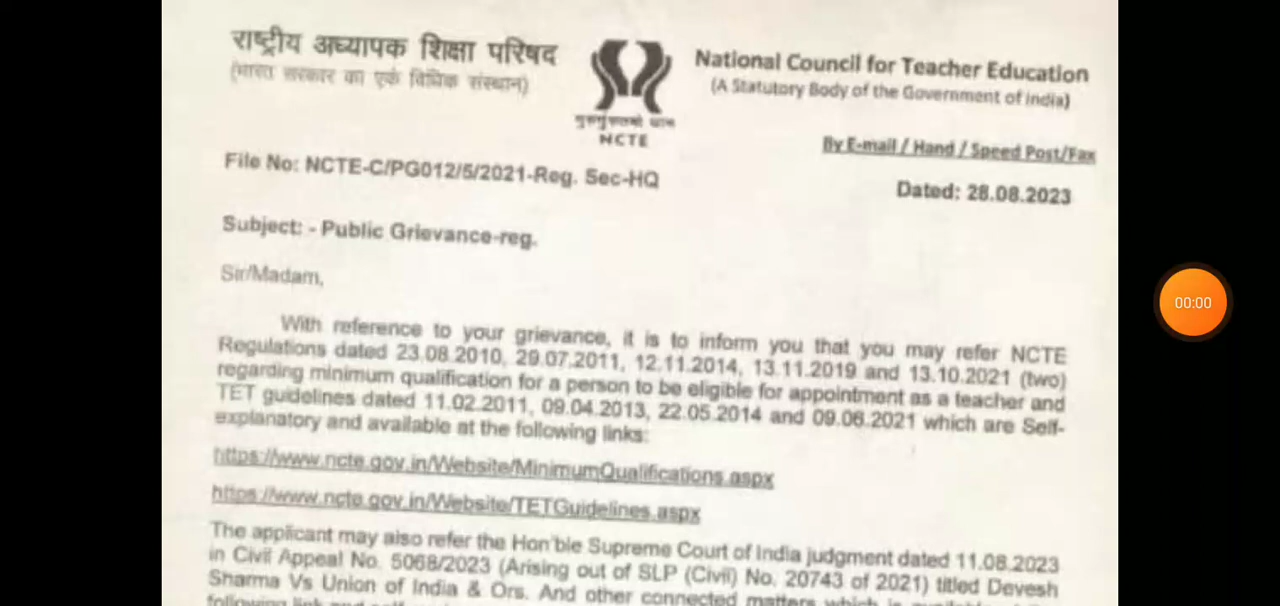 राष्ट्रीय अध्यापक शिक्षा परिषद
(भारत सरकार का एक विधिक संस्थान)
NCTE
National Council for Teacher Education
(A Statutory Body of the Government of India)
By E-mail / Hand / Speed Post/Fax
File No: NCTE-C/PG012/5/2021-Reg. Sec-HQ
Dated: 28.08.2023
Subject: - Public Grievance-reg.
Sir/Madam,
With reference to your grievance, it is to inform you that you may refer NCTE
Regulations dated 23.08.2010, 29.07.2011, 12.11.2014, 13.11.2019 and 13.10.2021 (two)
regarding minimum qualification for a person to be eligible for appointment as a teacher and
TET guidelines dated 11.02.2011, 09.04.2013, 22.05.2014 and 09.06.2021 which are Self-
explanatory and available at the following links:
https://www.ncte.gov.in/Website/MinimumQualifications.aspx
https://www.ncte.gov.in/Website/TETGuidelines.aspx
The applicant may also refer the Hon'ble Supreme Court of India judgment dated 11.08.2023
in Civil Appeal No. 5068/2023 (Arising out of SLP (Civil) No. 20743 of 2021) titled Devesh
Sharma Vs Union of India & Ors. And other connected matters which is
following link and
00:00